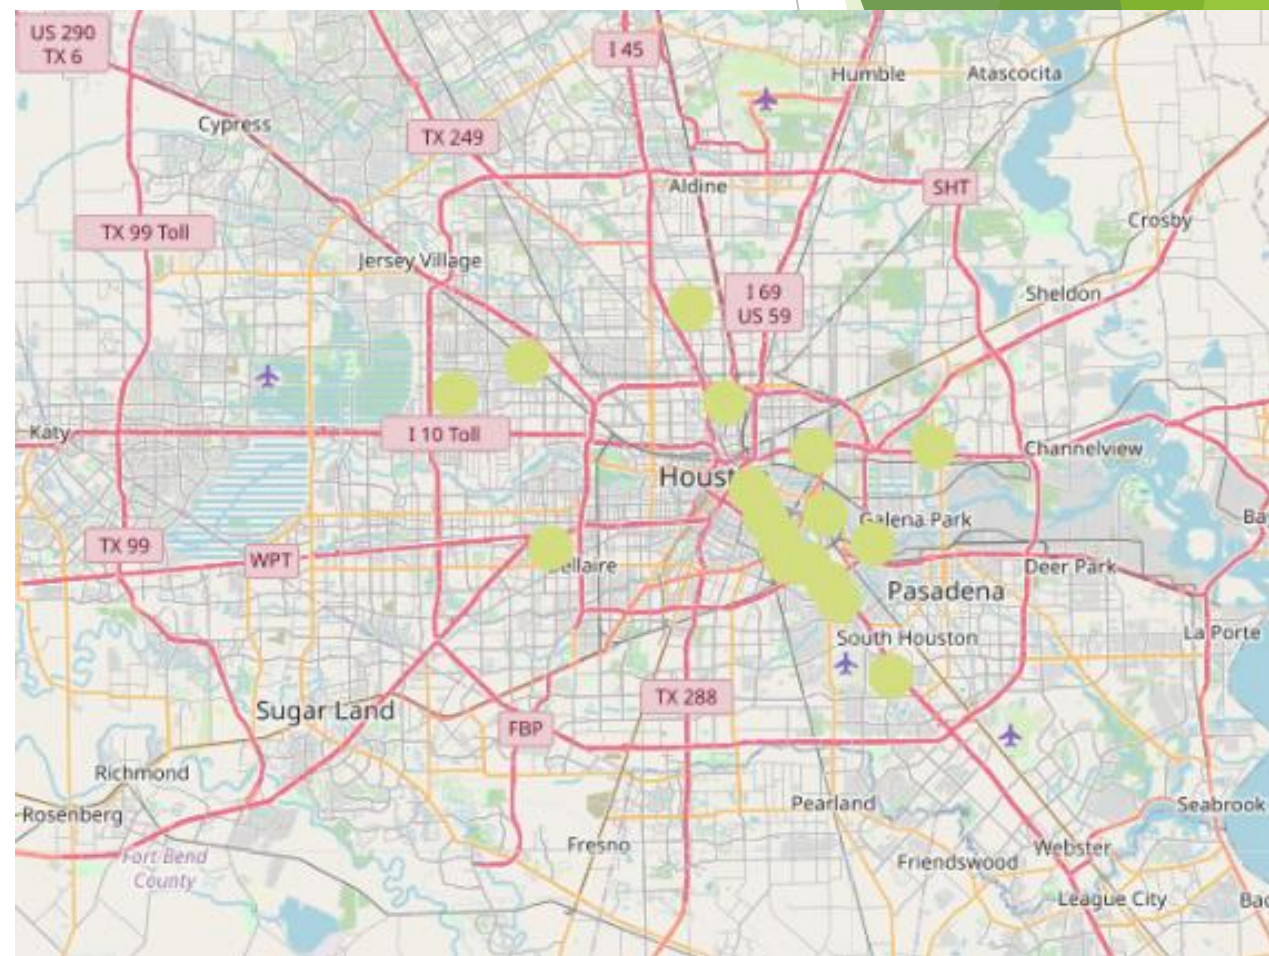 US 290
TX 6
I 45
Humble
Atascocita
Cypress
TX 249
Aldine
SHT
Crosby
TX 99 Toll
Jersey Village
I 69
US 59
Sheldon
Katy
I 10 Toll
Channelview
Houst
Galena Park
Ba
TX 99
WPT
ellaire
Deer Park
Pasadena
La Porte
South Houston
TX 288
Sugar Land
FBP
Richmond
Rosenberg
Pearland
Seabrook
Fort Bend
County
Fresno
Friendswood
Webster
League City
Bac